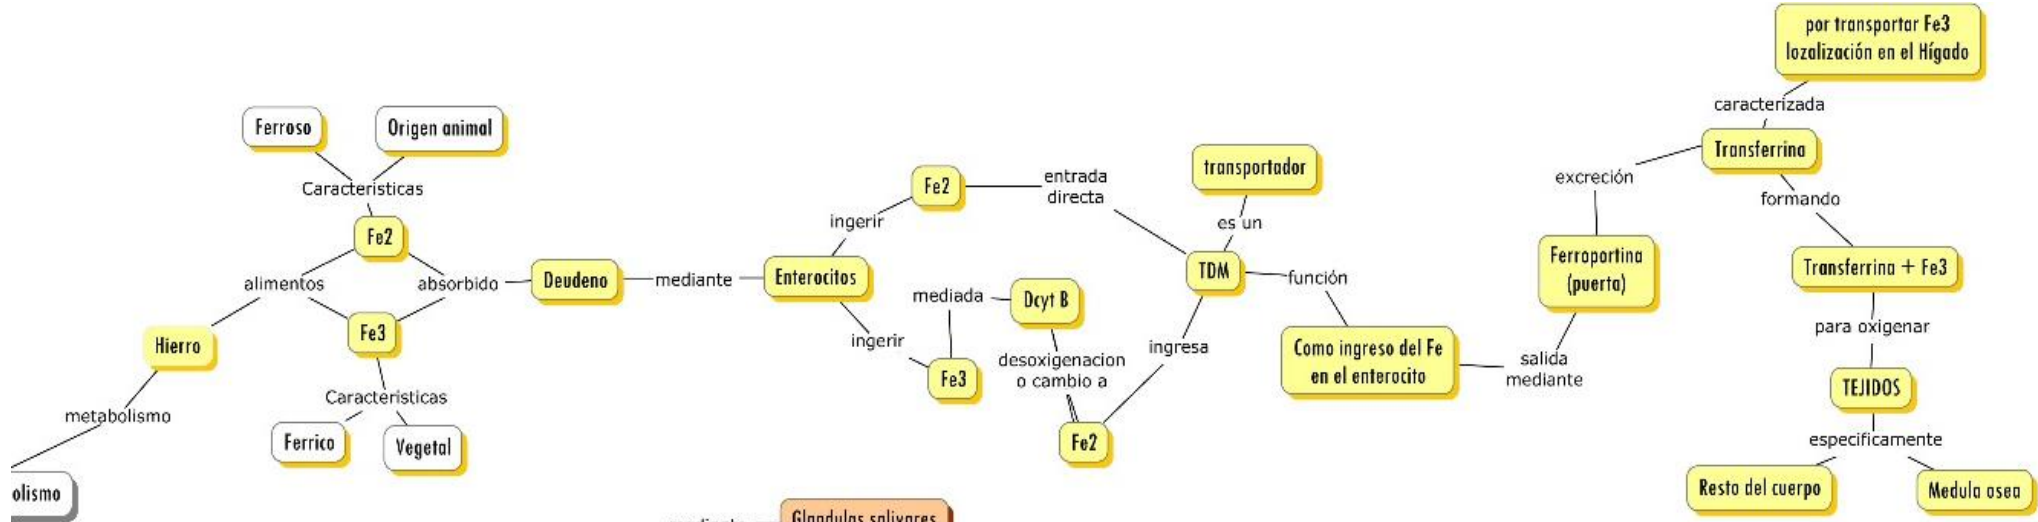 por transportar Fe3
lozalización en el Hígado
caracterizada
Transferrina
excreción
formando
Ferroportina
(puerta)
Transferrina + Fe3
para oxigenar
TEJIDOS
especificamente
Resto del cuerpo
Medula osea
Ferroso
Origen animal
Caracteristicas
Fe2
alimentos
absorbido
Deudeno
mediante
Enterocitos
Hierro
Fe3
Caracteristicas
Ferrico
Vegetal
metabolismo
olismo
ingerir
Fe2
entrada
directa
transportador
es un
TDM
función
mediada
Dcyt B
ingerir
Fe3
desoxigenacion
o cambio a
ingresa
Fe2
Como ingreso del Fe
en el enterocito
salida
mediante
Glandulas salivares